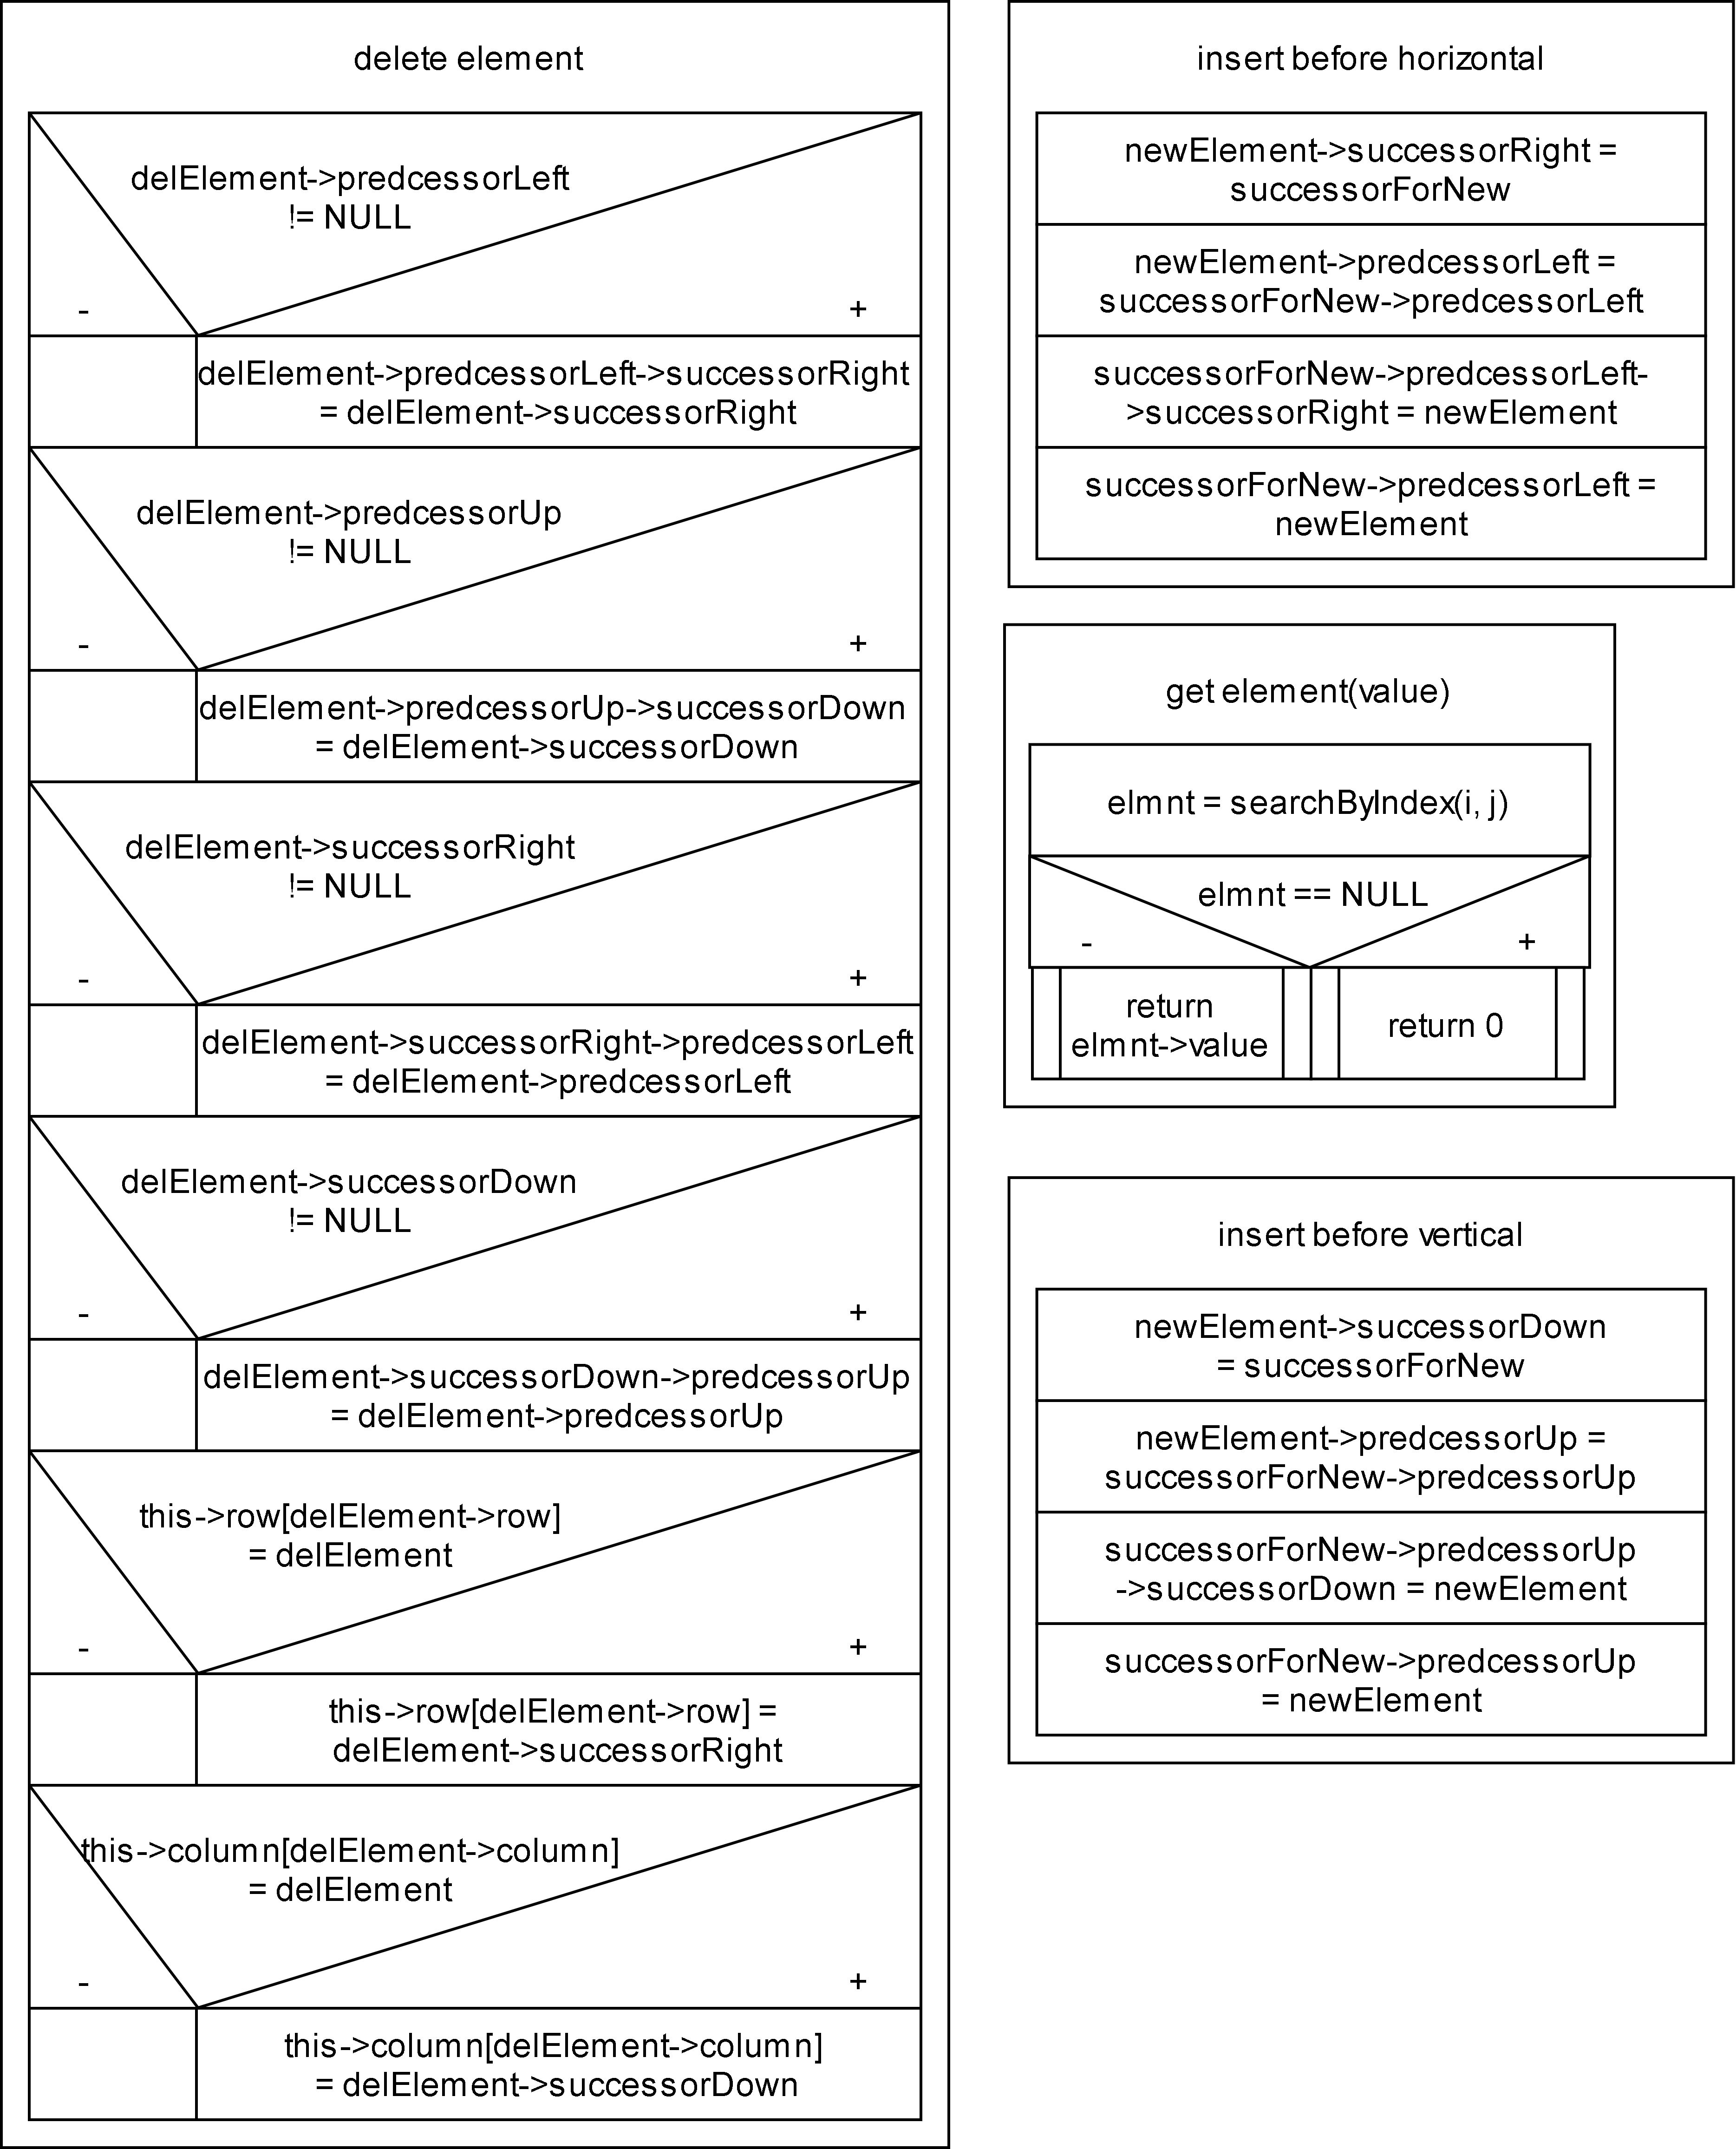 delete element
delElement->predcessorLeft
!= NULL
-
+
delElement->predcessorLeft->successorRight
= delElement->successorRight
delElement->predcessorUp
!= NULL
-
+
delElement->predcessorUp->successorDown
= delElement->successorDown
delElement->successorRight
!= NULL
-
+
delElement->successorRight->predcessorLeft
= delElement->predcessorLeft
delElement->successorDown
!= NULL
-
+
delElement->successorDown->predcessorUp
= delElement->predcessorUp
this->row[delElement->row]
= delElement
-
+
this->row[delElement->row] =
delElement->successorRight
this->column[delElement->column]
= delElement
-
+
this->column[delElement->column]
= delElement->successorDown
insert before horizontal
newElement->successorRight =
successorForNew
newElement->predcessorLeft =
successorForNew->predcessorLeft
successorForNew->predcessorLeft-
>successorRight = newElement
successorForNew->predcessorLeft =
newElement
get element(value)
elmnt = searchByIndex(i, j)
elmnt == NULL
-
+
return
elmnt->value
return 0
insert before vertical
newElement->successorDown
= successorForNew
newElement->predcessorUp =
successorForNew->predcessorUp
successorForNew->predcessorUp
->successorDown = newElement
successorForNew->predcessorUp
= newElement